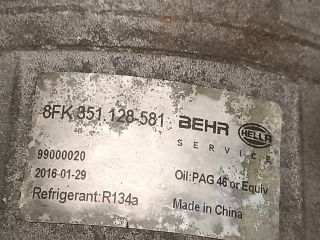 8FK 351 128-581 BEHR HELLA
SERVICE
99000020
2016-01-29 Oil:PAG 46 or Equiv
Refrigerant:R134a Made in China